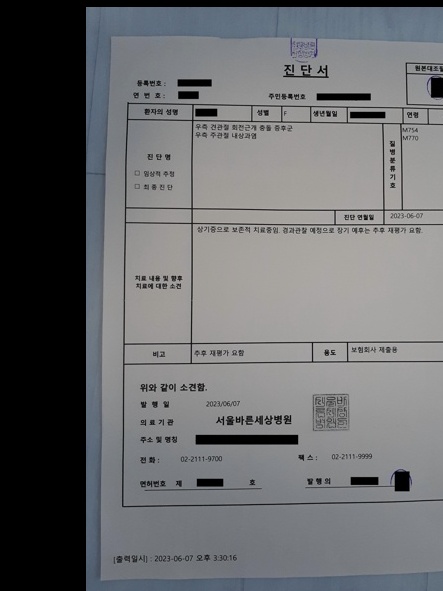 진 단 서
원본대조필
등록번호 :
연 번 호 :
주민등록번호
환자의 성명
성별
F
생년월일
연령
진 단 명
☐ 임상적 추정
☐ 최 종 진 단
우측 견관절 회전근개 충돌 증후군
우측 주관절 내상과염
질병분류기호
M754
M770
진단 연월일
2023-06-07
치료 내용 및 향후
치료에 대한 소견
상기증으로 보존적 치료중임. 경과관찰 예정으로 장기 예후는 추후 재평가 요함.
비고
추후 재평가 요함
용도
보험회사 제출용
위와 같이 소견함.
발 행 일 2023/06/07
의 료 기 관 서울바른세상병원
주소 및 명칭
전 화 : 02-2111-9700 팩 스 : 02-2111-9999
면허번호 제 호 발 행 의
[출력일시] : 2023-06-07 오후 3:30:16